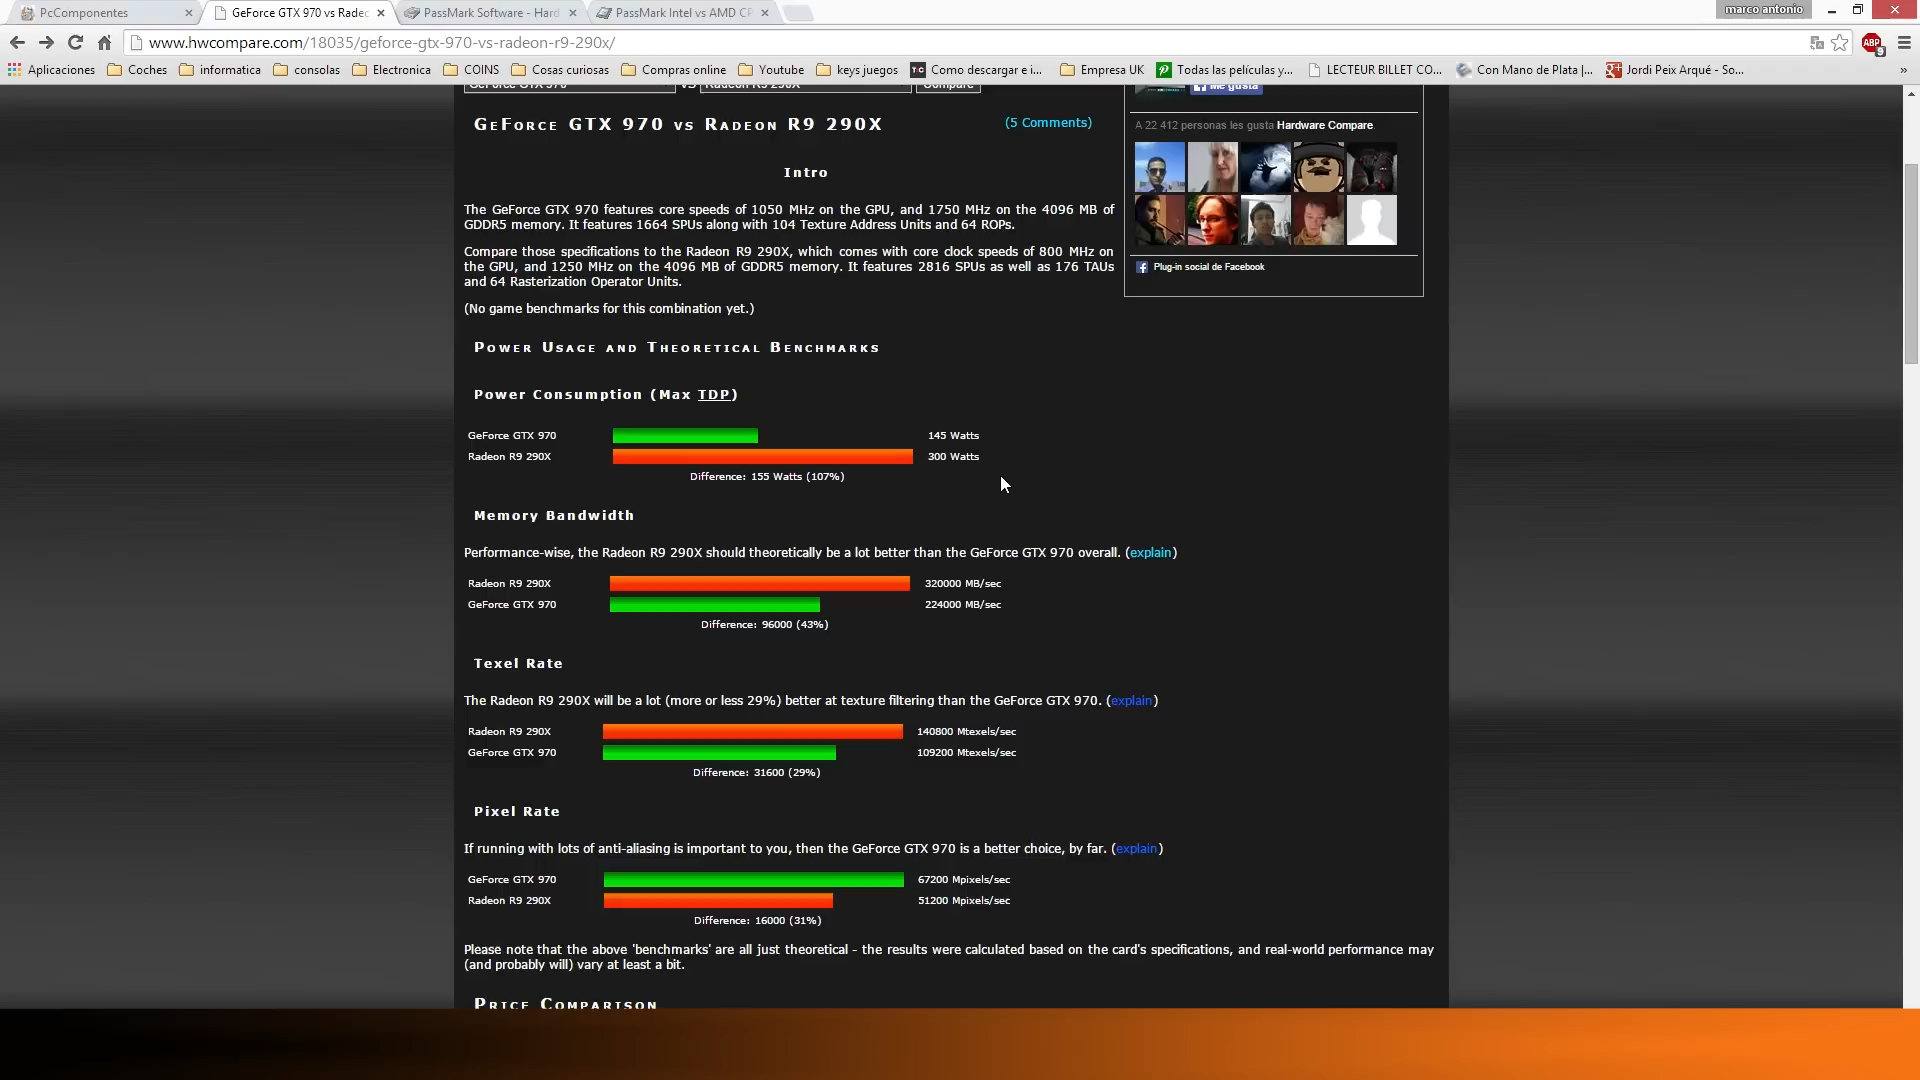 PcComponentes
GeForce GTX 970 vs Radec
PassMark Software - Hard
PassMark Intel vs AMD CP
marco antonio
www.hwcompare.com/18035/geforce-gtx-970-vs-radeon-r9-290x/
ABP
9
Aplicaciones
Coches
informatica
consolas
Electronica
COINS
Cosas curiosas
Compras online
Youtube
keys juegos
TC Como descargar e i...
Empresa UK
Todas las películas y...
LECTEUR BILLET CO...
Con Mano de Plata |...
Jordi Peix Arqué - So...
»
GeForce GTX 970
VS
Radeon R9 290X
Compare
Me gusta
GeForce GTX 970 vs Radeon R9 290X
(5 Comments)
A 22 412 personas les gusta Hardware Compare.
Intro
The GeForce GTX 970 features core speeds of 1050 MHz on the GPU, and 1750 MHz on the 4096 MB of
GDDR5 memory. It features 1664 SPUs along with 104 Texture Address Units and 64 ROPs.
Compare those specifications to the Radeon R9 290X, which comes with core clock speeds of 800 MHz on
the GPU, and 1250 MHz on the 4096 MB of GDDR5 memory. It features 2816 SPUs as well as 176 TAUs
and 64 Rasterization Operator Units.
Plug-in social de Facebook
(No game benchmarks for this combination yet.)
Power Usage and Theoretical Benchmarks
Power Consumption (Max TDP)
GeForce GTX 970 145 Watts
Radeon R9 290X 300 Watts
Difference: 155 Watts (107%)
Memory Bandwidth
Performance-wise, the Radeon R9 290X should theoretically be a lot better than the GeForce GTX 970 overall. (explain)
Radeon R9 290X 320000 MB/sec
GeForce GTX 970 224000 MB/sec
Difference: 96000 (43%)
Texel Rate
The Radeon R9 290X will be a lot (more or less 29%) better at texture filtering than the GeForce GTX 970. (explain)
Radeon R9 290X 140800 Mtexels/sec
GeForce GTX 970 109200 Mtexels/sec
Difference: 31600 (29%)
Pixel Rate
If running with lots of anti-aliasing is important to you, then the GeForce GTX 970 is a better choice, by far. (explain)
GeForce GTX 970 67200 Mpixels/sec
Radeon R9 290X 51200 Mpixels/sec
Difference: 16000 (31%)
Please note that the above 'benchmarks' are all just theoretical - the results were calculated based on the card's specifications, and real-world performance may
(and probably will) vary at least a bit.
Price Comparison